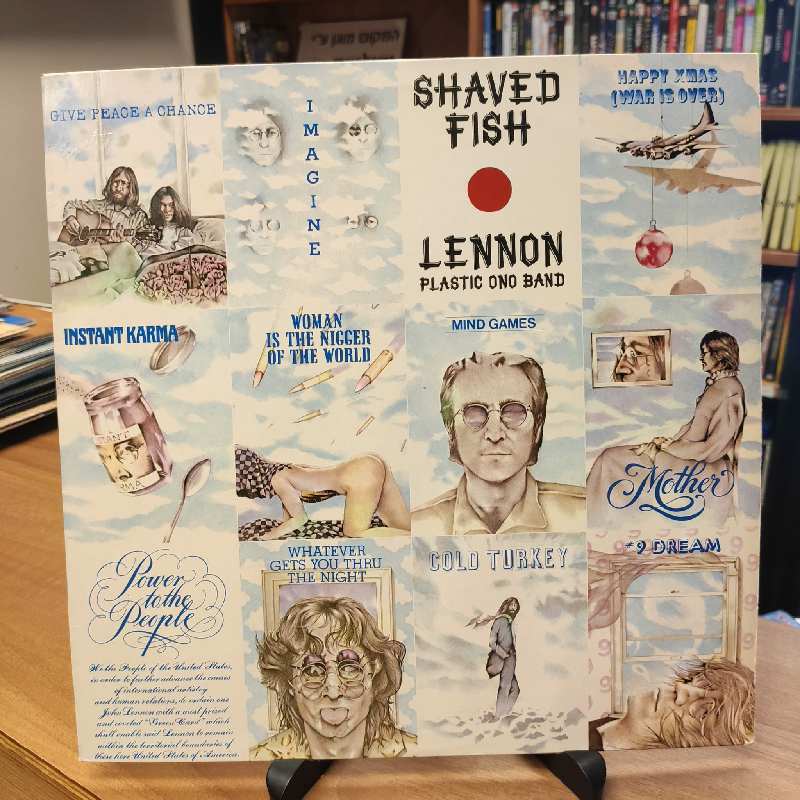 המקום מוגן ע"י
GIVE PEACE A CHANCE
IMAGINE
SHAVED
FISH
LENNON
PLASTIC ONO BAND
HAPPY XMAS
(WAR IS OVER)
INSTANT KARMA
WOMAN
IS THE NIGGER
OF THE WORLD
MIND GAMES
Mother
Power
to the
People
We the People of the United States,
in order to further advance the causes
of international artistry
and human relations, do ordain one
John Lennon with a most prized
and coveted "Green Card" which
shall enable said Lennon to remain
within the territorial boundaries of
these here United States of America.
WHATEVER
GETS YOU THRU
THE NIGHT
COLD TURKEY
#9 DREAM